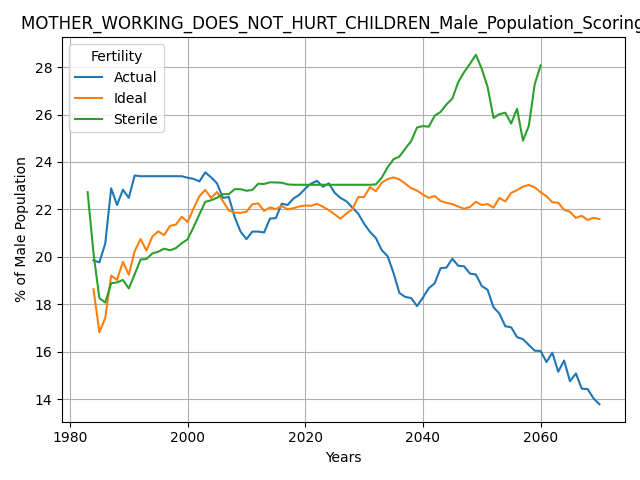 MOTHER_WORKING_DOES_NOT_HURT_CHILDREN_Male_Population_Scoring
Fertility
Actual
Ideal
Sterile
% of Male Population
28
26
24
22
20
18
16
14
1980
2000
2020
2040
2060
Years